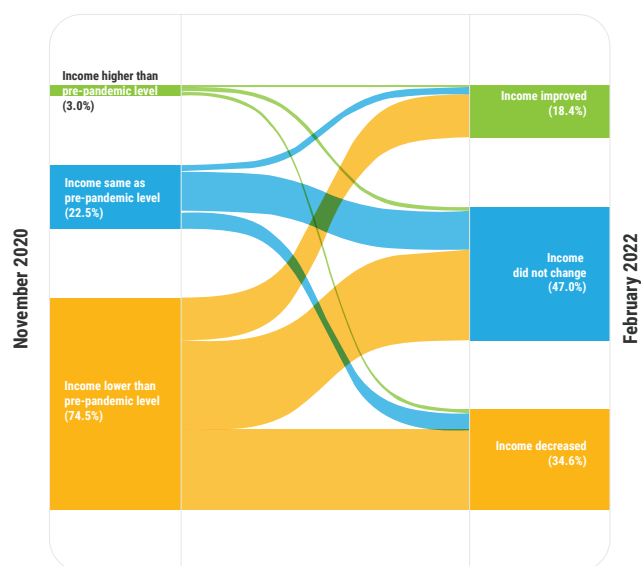 November 2020
Income higher than
pre-pandemic level
(3.0%)
Income same as
pre-pandemic level
(22.5%)
Income lower than
pre-pandemic level
(74.5%)
Income improved
(18.4%)
Income
did not change
(47.0%)
Income decreased
(34.6%)
February 2022